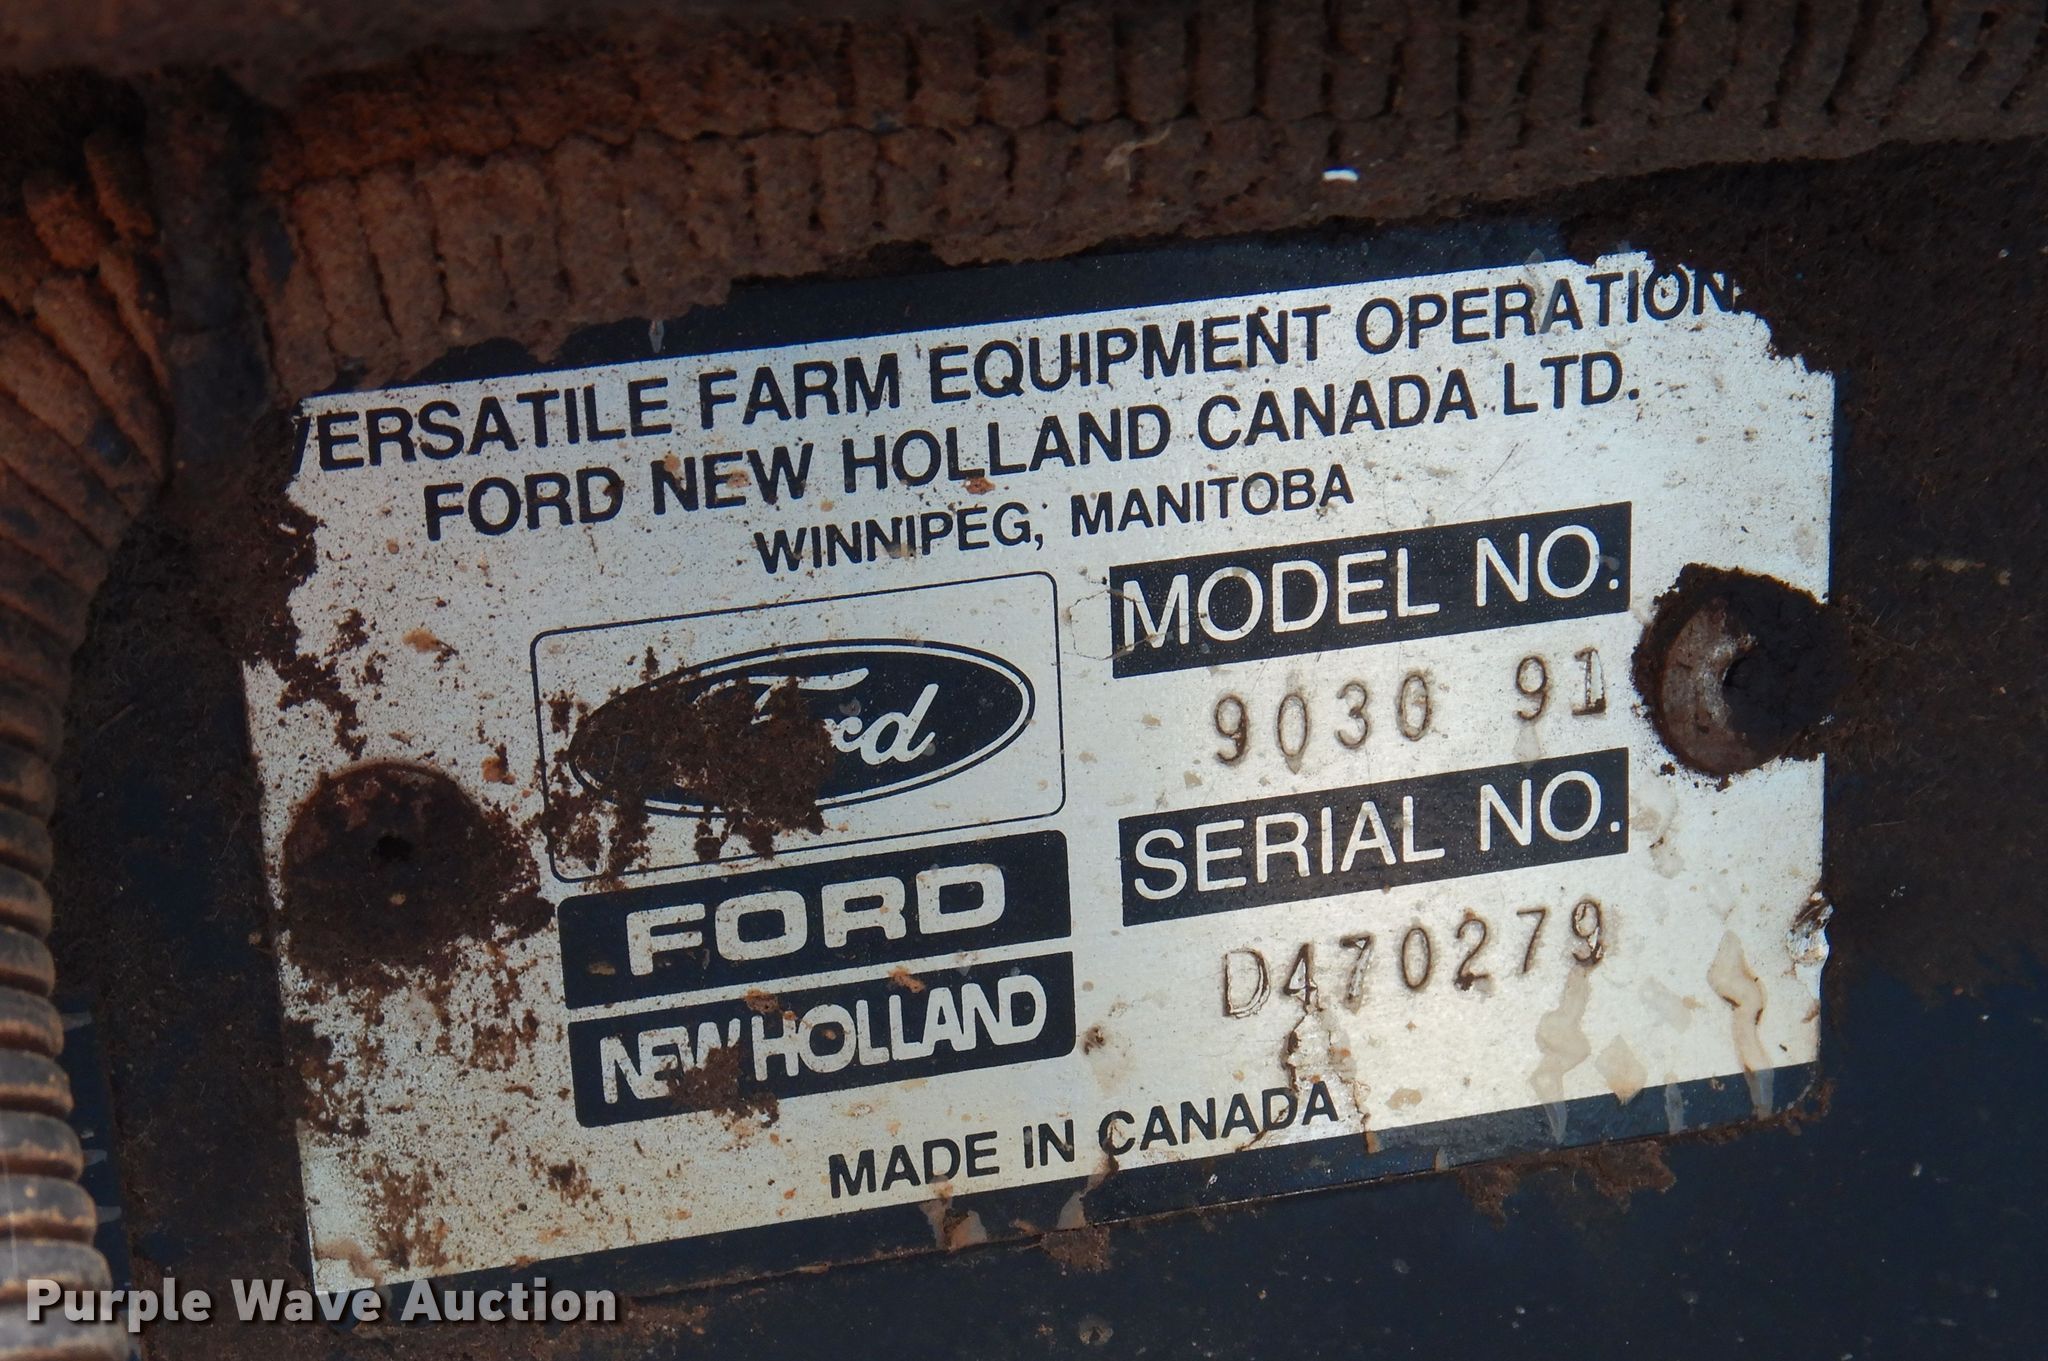 VERSATILE FARM EQUIPMENT OPERATION
FORD NEW HOLLAND CANADA LTD.
WINNIPEG, MANITOBA
MODEL NO.
9030 91
Ford
SERIAL NO.
FORD
D470279
NEW HOLLAND
MADE IN CANADA
Purple Wave Auction